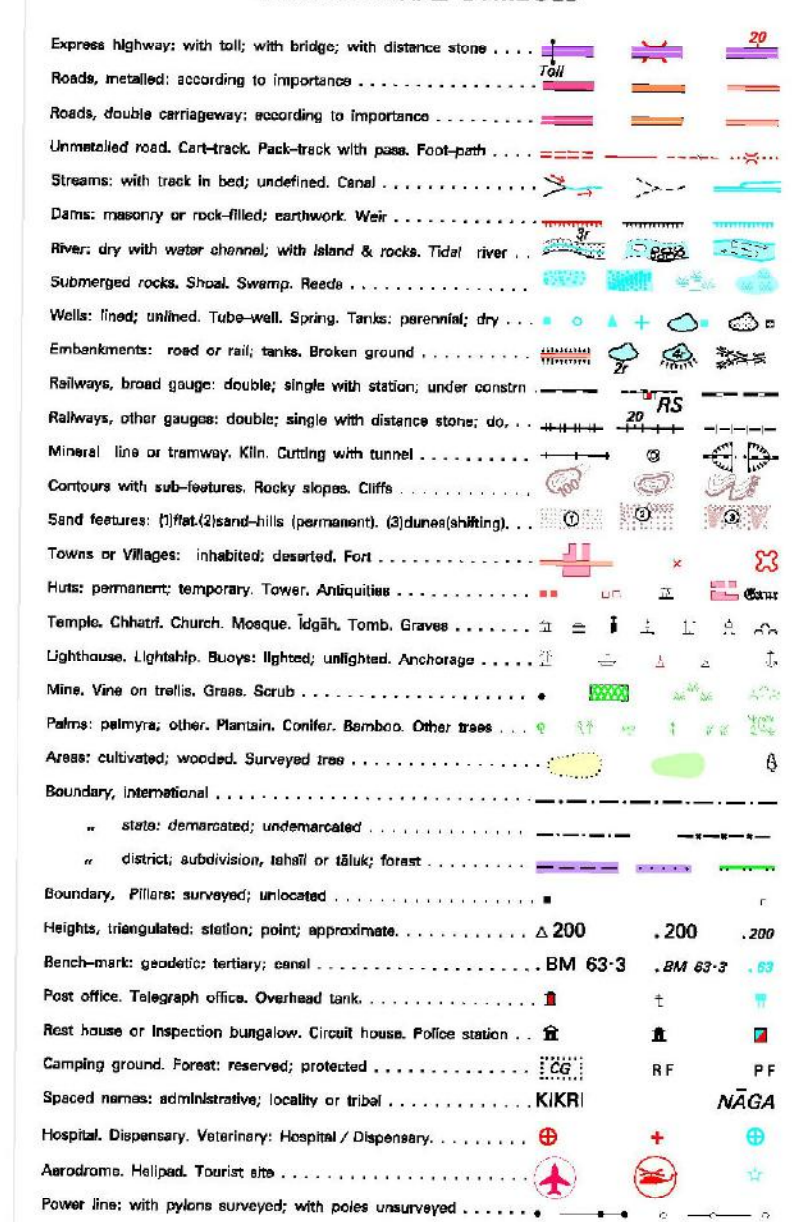 Express highway: with toll; with bridge; with distance stone .... Toll 20
Roads, metalled: according to importance
Roads, double carriageway: according to importance
Unmetalled road. Cart-track. Pack-track with pass. Foot-path
Streams: with track in bed; undefined. Canal
Dams: masonry or rock-filled; earthwork. Weir
River: dry with water channel; with Island & rocks. Tidal river .. 3r
Submerged rocks. Shoal. Swamp. Reeds
Wells: lined; unlined. Tube-well. Spring. Tanks: parennial; dry
Embankments: road or rail; tanks. Broken ground 2r 4r
Railways, broad gauge: double; single with station; under constrn RS
Railways, other gauges: double; single with distance stone; do. 20
Mineral line or tramway. Kiln. Cutting with tunnel
Contours with sub-features. Rocky slopes. Cliffs 100
Sand features: (1)flat.(2)sand-hills (permanent). (3)dunes(shifting). 1 2 3
Towns or Villages: inhabited; deserted. Fort
Huts: permanent; temporary. Tower. Antiquities Gaur
Temple. Chhatri. Church. Mosque. Īdgāh. Tomb. Graves
Lighthouse. Lightship. Buoys: lighted; unlighted. Anchorage
Mine. Vine on trellis. Grass. Scrub
Palms: palmyra; other. Plantain. Conifer. Bamboo. Other trees
Areas: cultivated; wooded. Surveyed tree
Boundary, international
„ state: demarcated; undemarcated
„ district; subdivision, tahsīl or tāluk; forest
Boundary, Pillars: surveyed; unlocated
Heights, triangulated: station; point; approximate. △ 200 .200 .200
Bench-mark: geodetic; tertiary; canal .BM 63·3 .BM 63·3 .63
Post office. Telegraph office. Overhead tank.
Rest house or Inspection bungalow. Circuit house. Police station
Camping ground. Forest: reserved; protected CG RF PF
Spaced names: administrative; locality or tribal KIKRI NĀGA
Hospital. Dispensary. Veterinary: Hospital / Dispensary.
Aerodrome. Helipad. Tourist site
Power line: with pylons surveyed; with poles unsurveyed